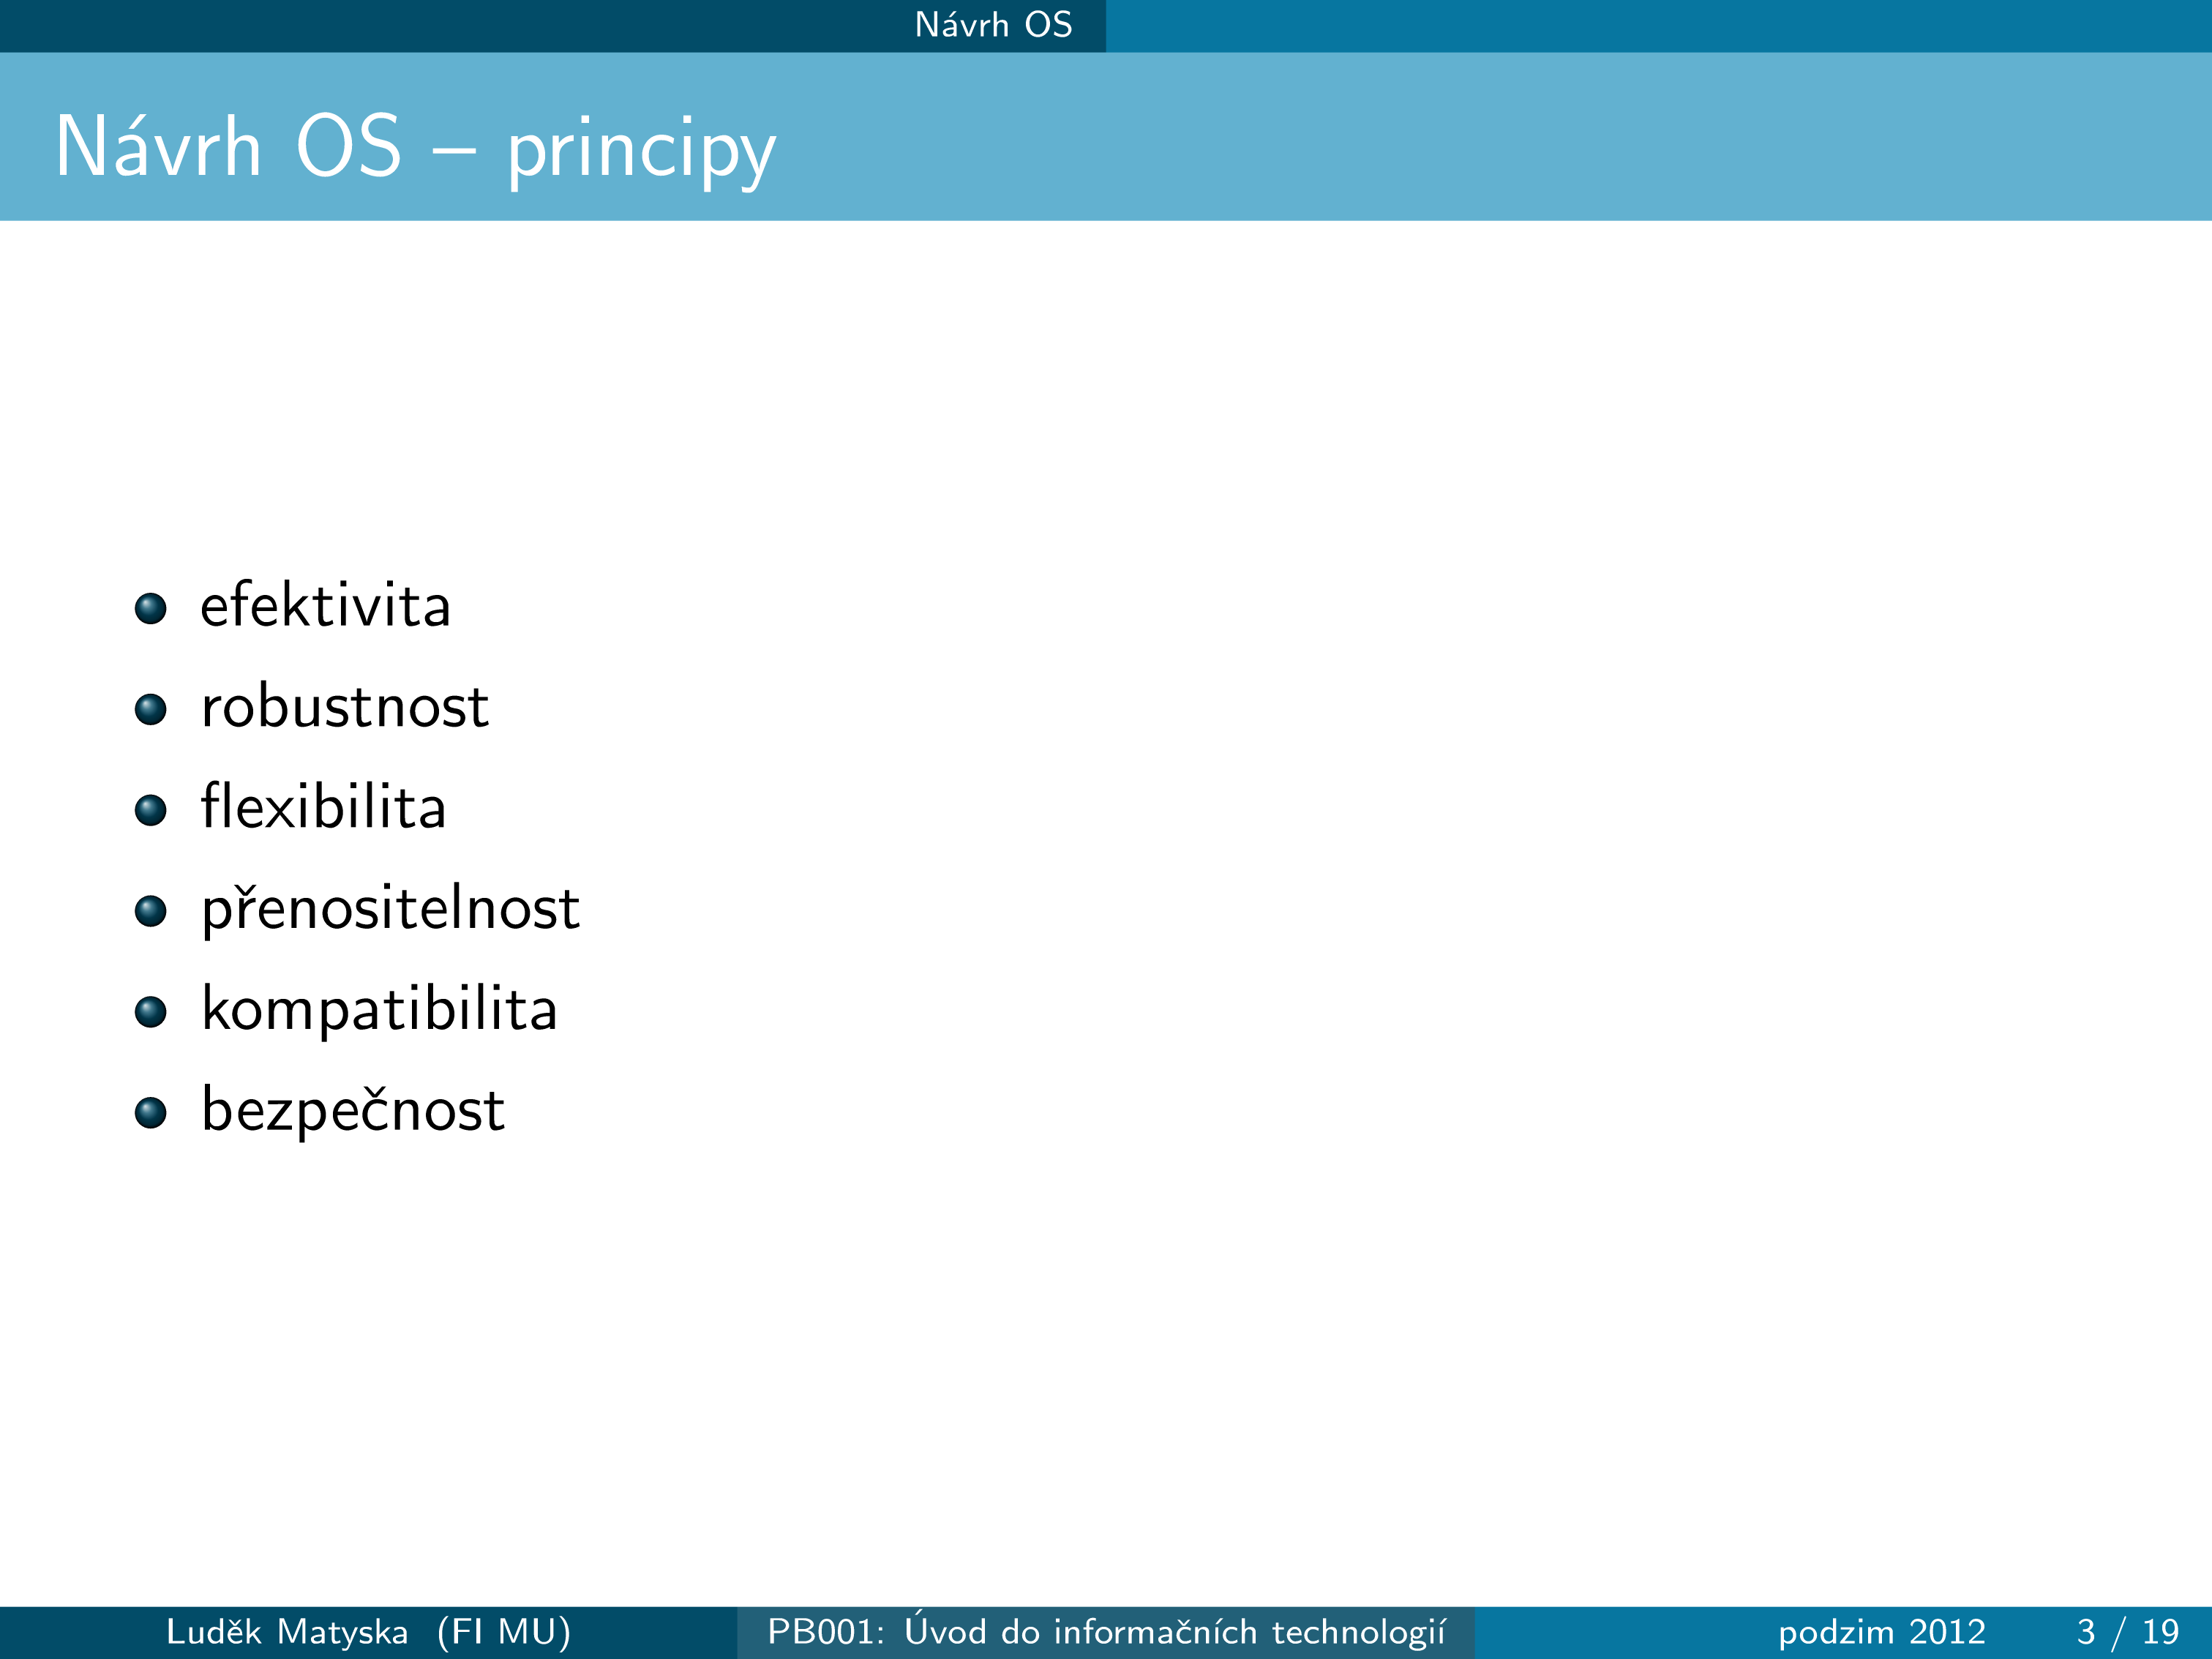 Návrh OS
Návrh OS – principy
efektivita
robustnost
flexibilita
přenositelnost
kompatibilita
bezpečnost
Luděk Matyska (FI MU) PB001: Úvod do informačních technologií podzim 2012 3 / 19